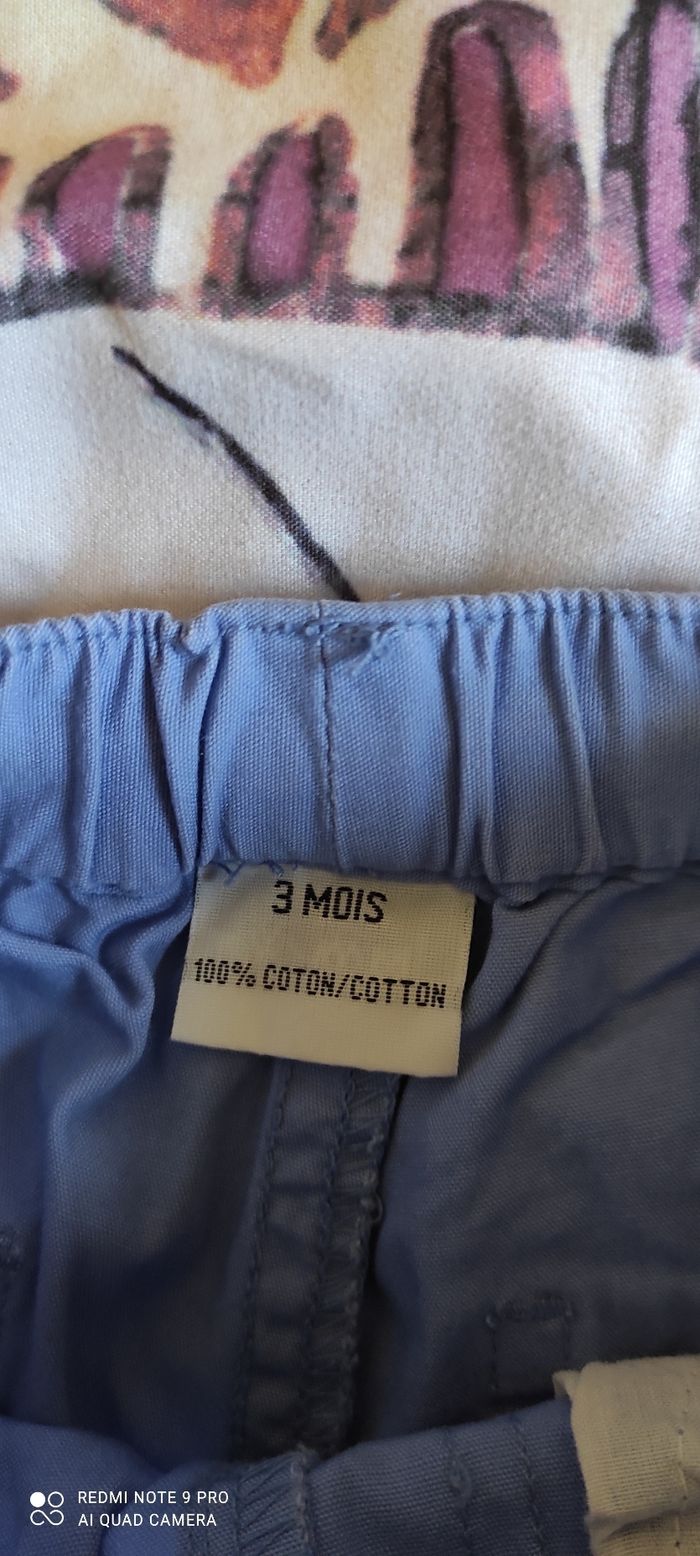 3 MOIS
100% COTON/COTTON
REDMI NOTE 9 PRO
AI QUAD CAMERA